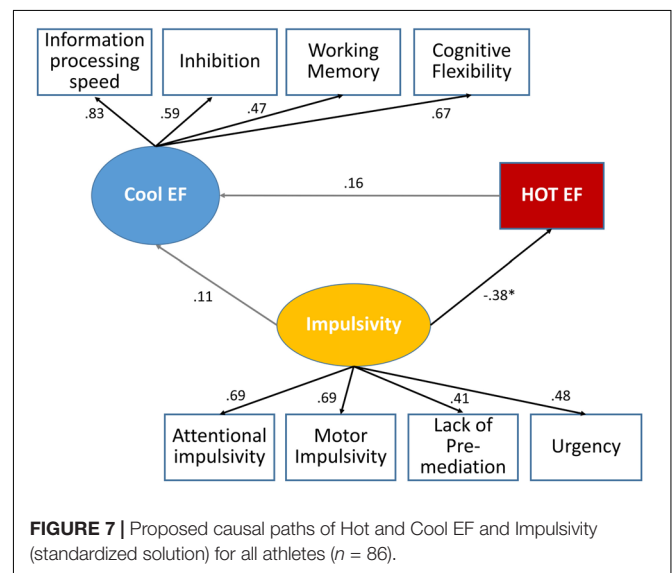 Information
processing
speed
Inhibition
Working
Memory
Cognitive
Flexibility
.83
.59
.47
.67
Cool EF
.16
HOT EF
.11
-.38*
Impulsivity
.69
.69
.41
.48
Attentional
impulsivity
Motor
Impulsivity
Lack of
Pre-
mediation
Urgency
FIGURE 7 | Proposed causal paths of Hot and Cool EF and Impulsivity
(standardized solution) for all athletes (n = 86).